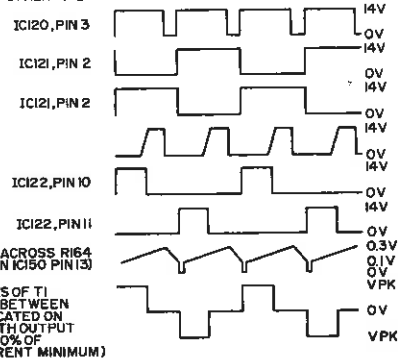 IC120, PIN 3
14V
0V
IC121, PIN 2
14V
0V
IC121, PIN 2
14V
0V
14V
0V
IC122, PIN 10
14V
0V
IC122, PIN 11
14V
0V
ACROSS R164
N IC150 PIN 13)
0.3V
0.1V
0V
S OF T1
BETWEEN
CATED ON
TH OUTPUT
0% OF
RENT MINIMUM)
VPK
0V
VPK